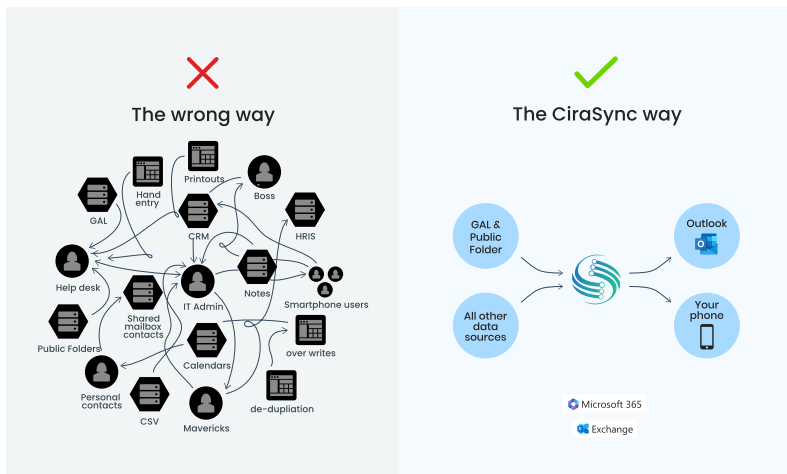 The wrong way
Printouts
Hand
entry
Boss
GAL
CRM
HRIS
Help desk
IT Admin
Notes
Smartphone users
Shared
mailbox
contacts
Public Folders
Calendars
over writes
Personal
contacts
CSV
Mavericks
de-dupliation
The CiraSync way
GAL &
Public
Folder
Outlook
All other
data
sources
Your
phone
Microsoft 365
Exchange